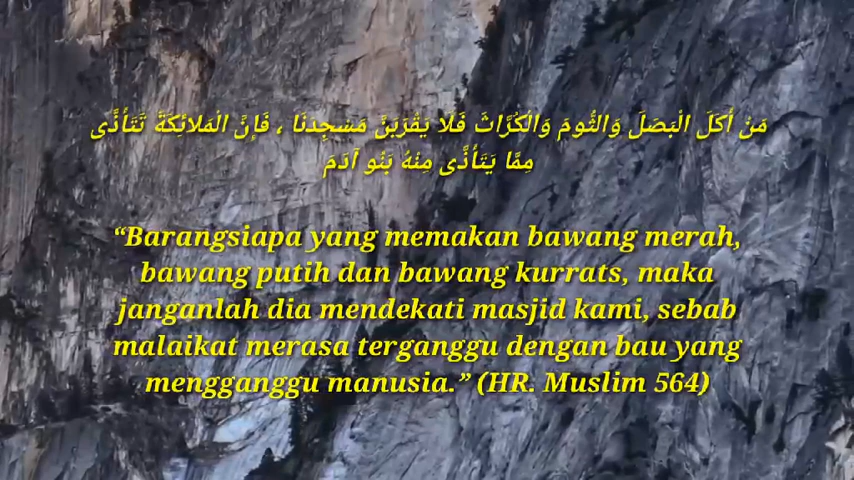 مَنْ أَكَلَ الْبَصَلَ وَالثُّومَ وَالْكُرَّاثَ فَلَا يَقْرَبَنَّ مَسْجِدَنَا ، فَإِنَّ الْمَلَائِكَةَ تَتَأَذَّى
مِمَّا يَتَأَذَّى مِنْهُ بَنُو آدَمَ
“Barangsiapa yang memakan bawang merah,
bawang putih dan bawang kurrats, maka
janganlah dia mendekati masjid kami, sebab
malaikat merasa terganggu dengan bau yang
mengganggu manusia.” (HR. Muslim 564)